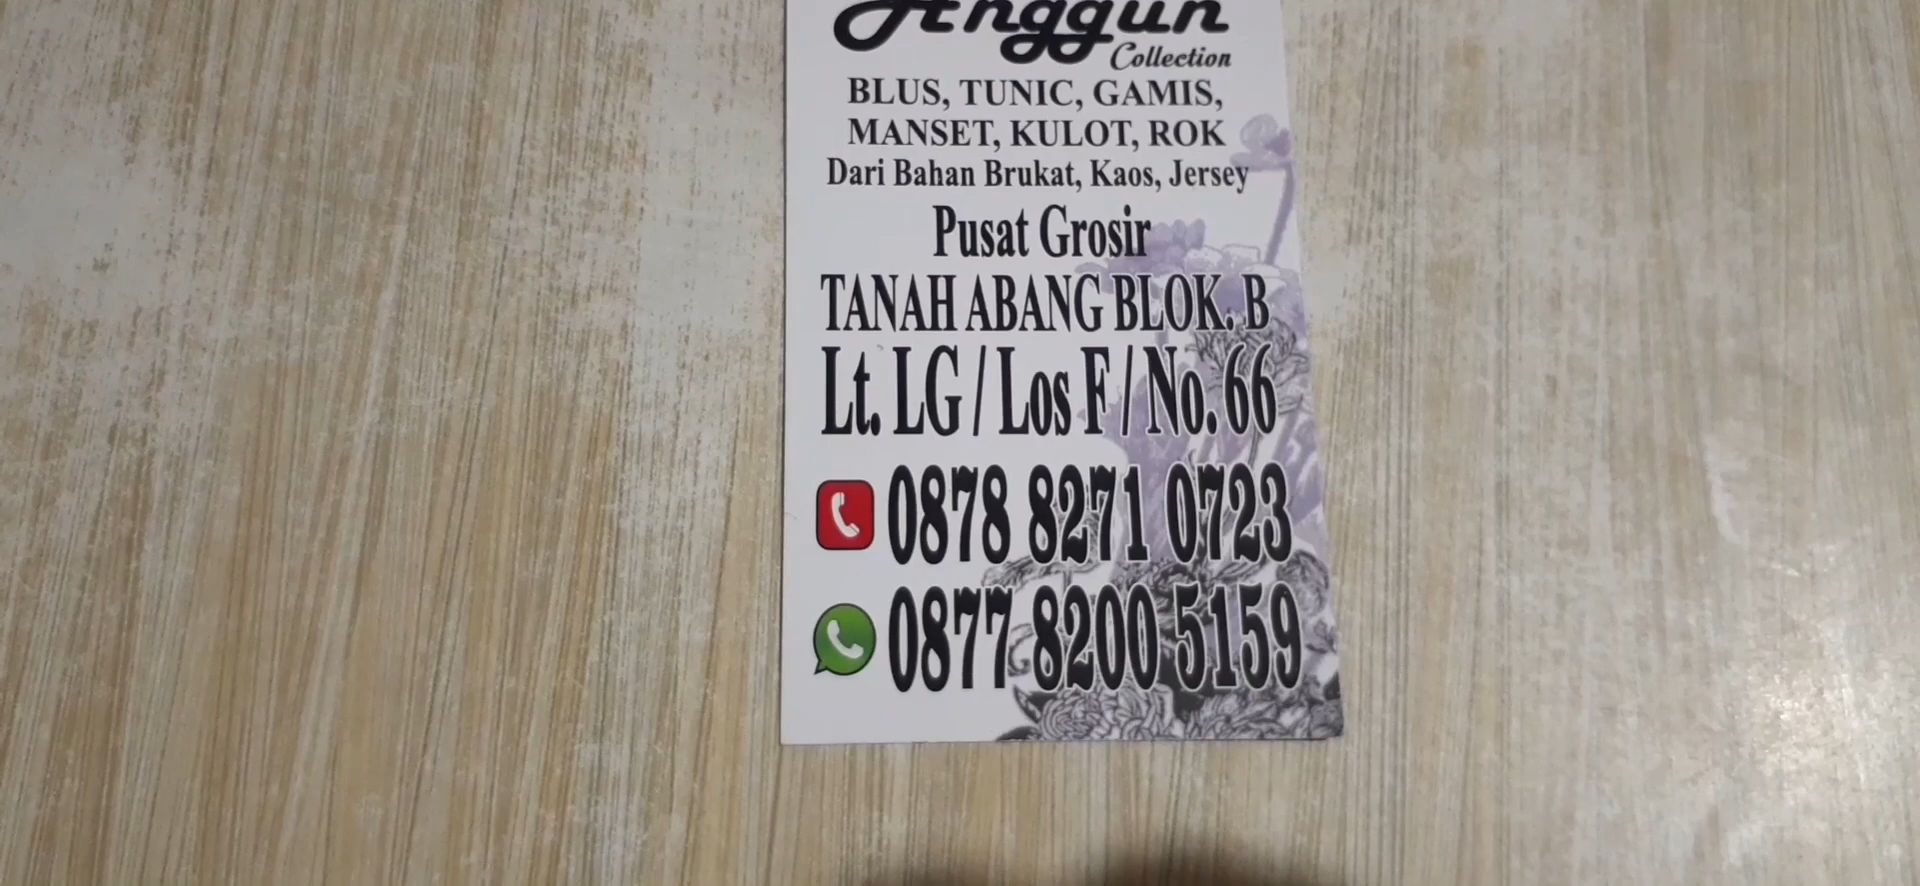 Anggun
Collection
BLUS, TUNIC, GAMIS,
MANSET, KULOT, ROK
Dari Bahan Brukat, Kaos, Jersey
Pusat Grosir
TANAH ABANG BLOK. B
Lt. LG / Los F / No. 66
0878 8271 0723
0877 8200 5159